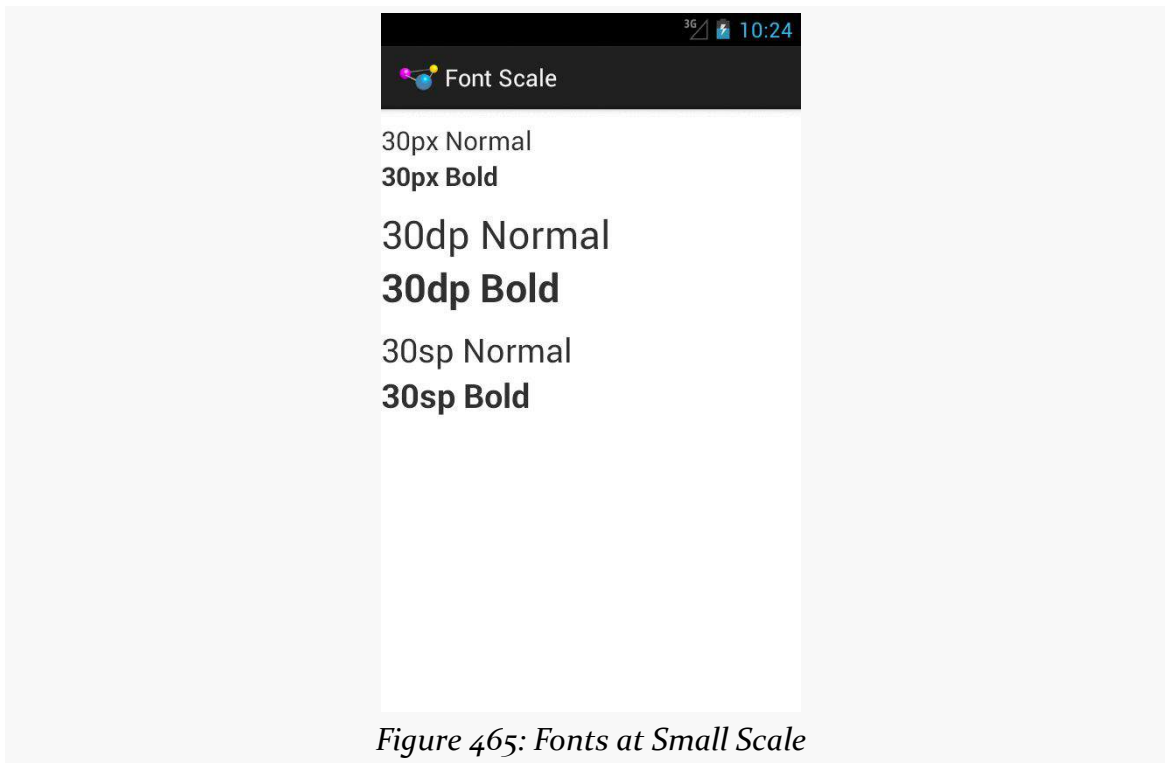 3G 10:24
Font Scale
30px Normal
30px Bold
30dp Normal
30dp Bold
30sp Normal
30sp Bold
Figure 465: Fonts at Small Scale